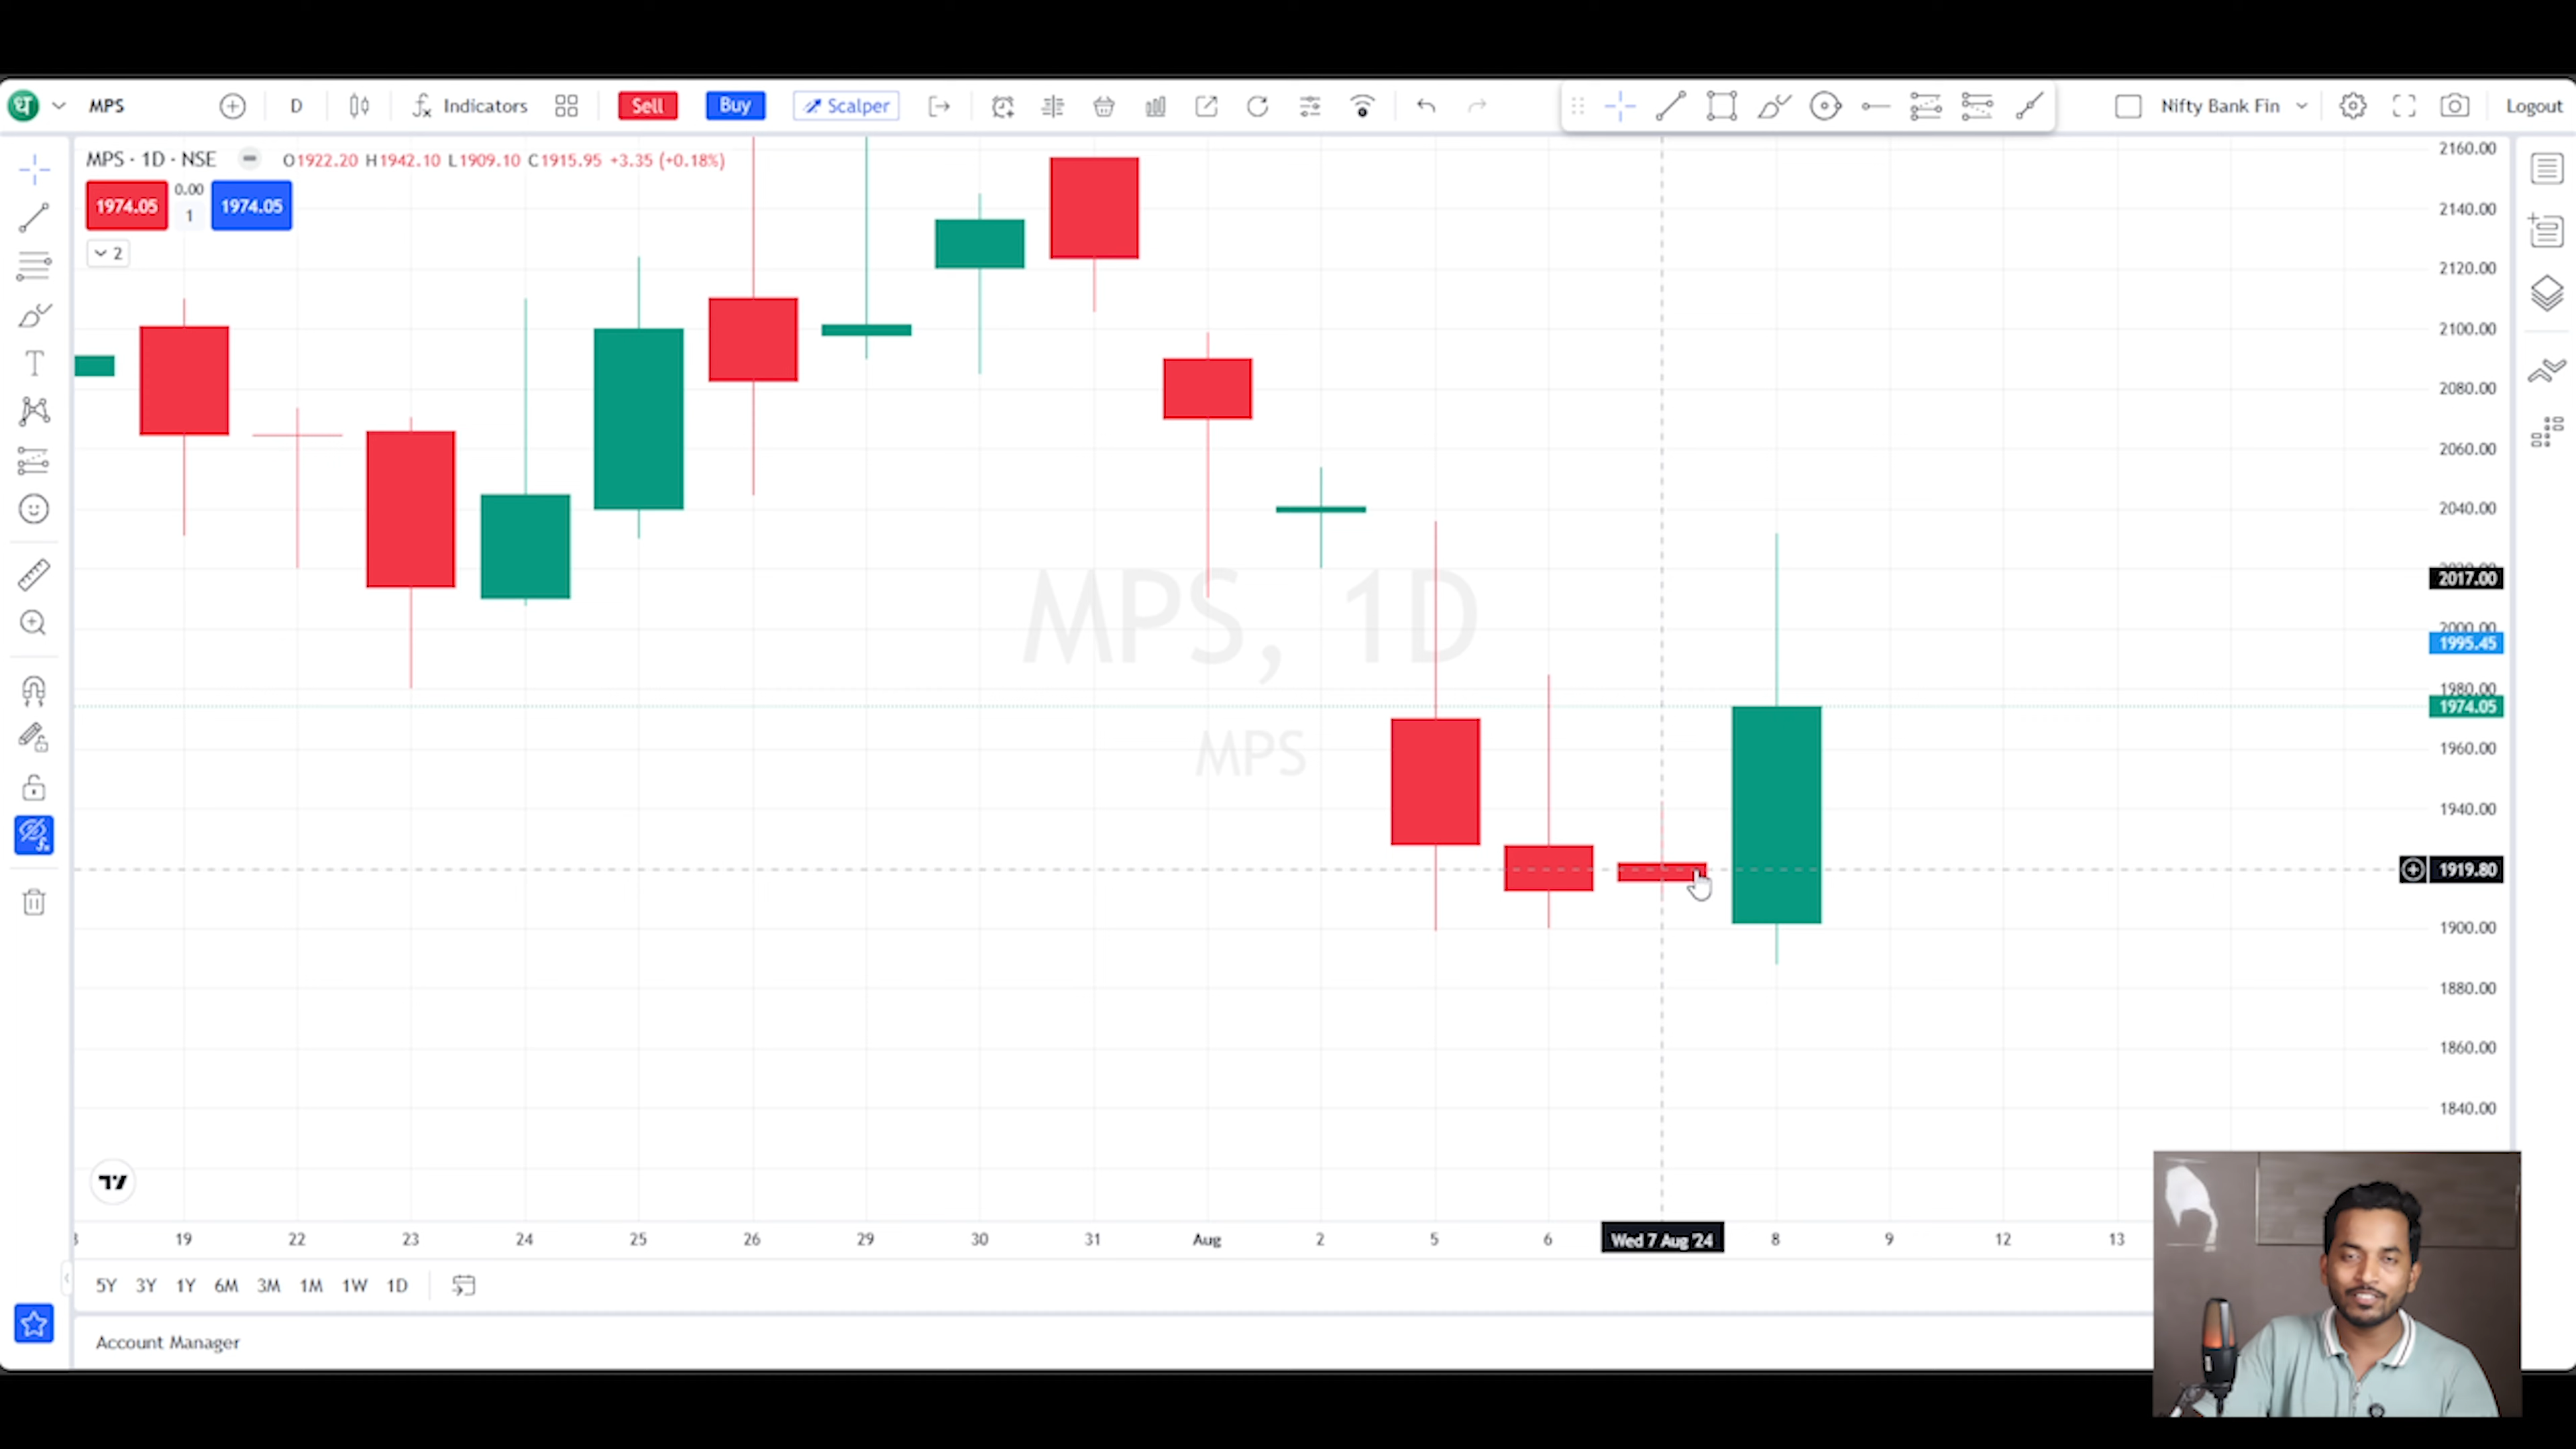 ध MPS D Indicators Sell Buy Scalper Nifty Bank Fin Logout
MPS · 1D · NSE O1922.20 H1942.10 L1909.10 C1915.95 +3.35 (+0.18%)
1974.05 0.00 1 1974.05
2
2160.00
2140.00
2120.00
2100.00
2080.00
2060.00
2040.00
2017.00
2000.00
1995.45
1980.00
1974.05
1960.00
1940.00
1919.80
1900.00
1880.00
1860.00
1840.00
MPS, 1D
MPS
19 22 23 24 25 26 29 30 31 Aug 2 5 6 Wed 7 Aug '24 8 9 12 13
5Y 3Y 1Y 6M 3M 1M 1W 1D
Account Manager